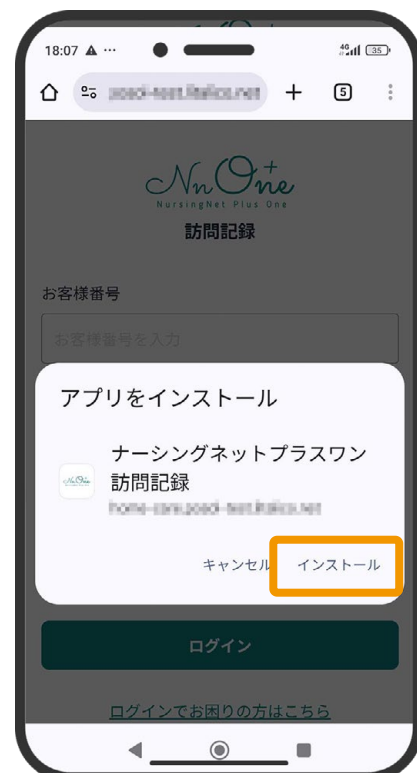 18:07
4G
35
5
NnOne+
NursingNet Plus One
訪問記録
お客様番号
お客様番号を入力
アプリをインストール
ナーシングネットプラスワン
訪問記録
キャンセル インストール
ログイン
ログインでお困りの方はこちら